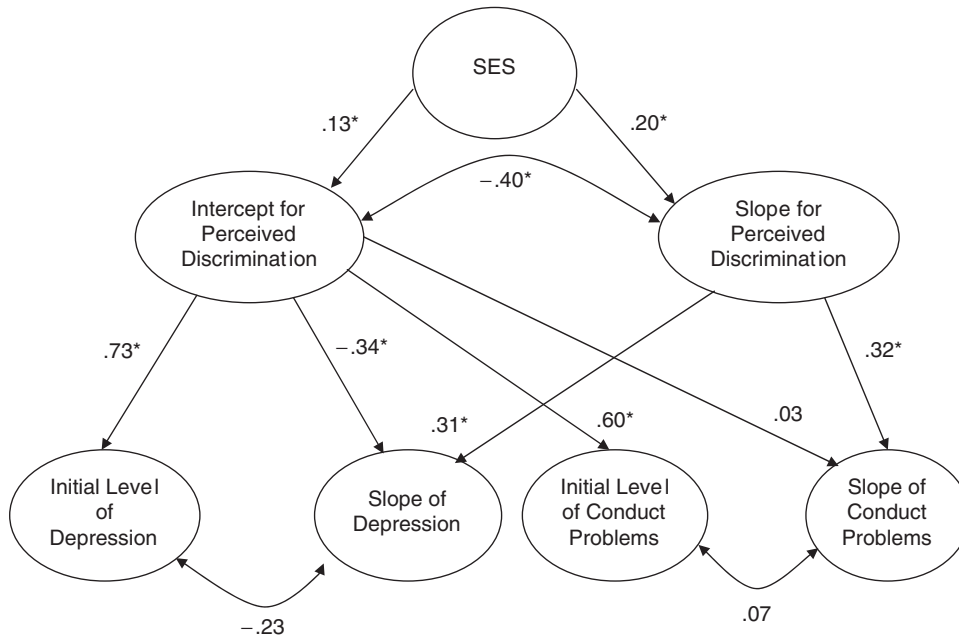 SES
.13*
.20*
−.40*
Intercept for
Perceived
Discrimination
Slope for
Perceived
Discrimination
.73*
−.34*
.32*
.31*
.60*
.03
Initial Level
of
Depression
Slope of
Depression
Initial Level
of Conduct
Problems
Slope of
Conduct
Problems
−.23
.07